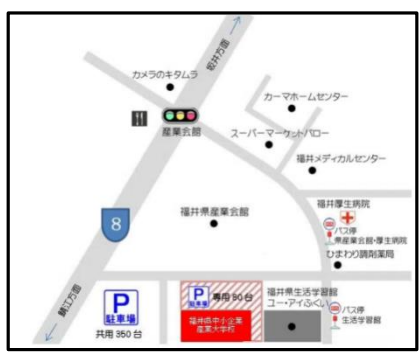 坂井方面
カメラのキタムラ
カーマホームセンター
産業会館
スーパーマーケットバロー
福井メディカルセンター
福井厚生病院
福井県産業会館
8
バス停
県産業会館・厚生病院
ひまわり調剤薬局
鯖江方面
P
駐車場
共用 350 台
P
駐車場
専用 80 台
福井県中小企業
産業大学校
福井県生活学習館
ユー・アイふくい
バス停
生活学習館